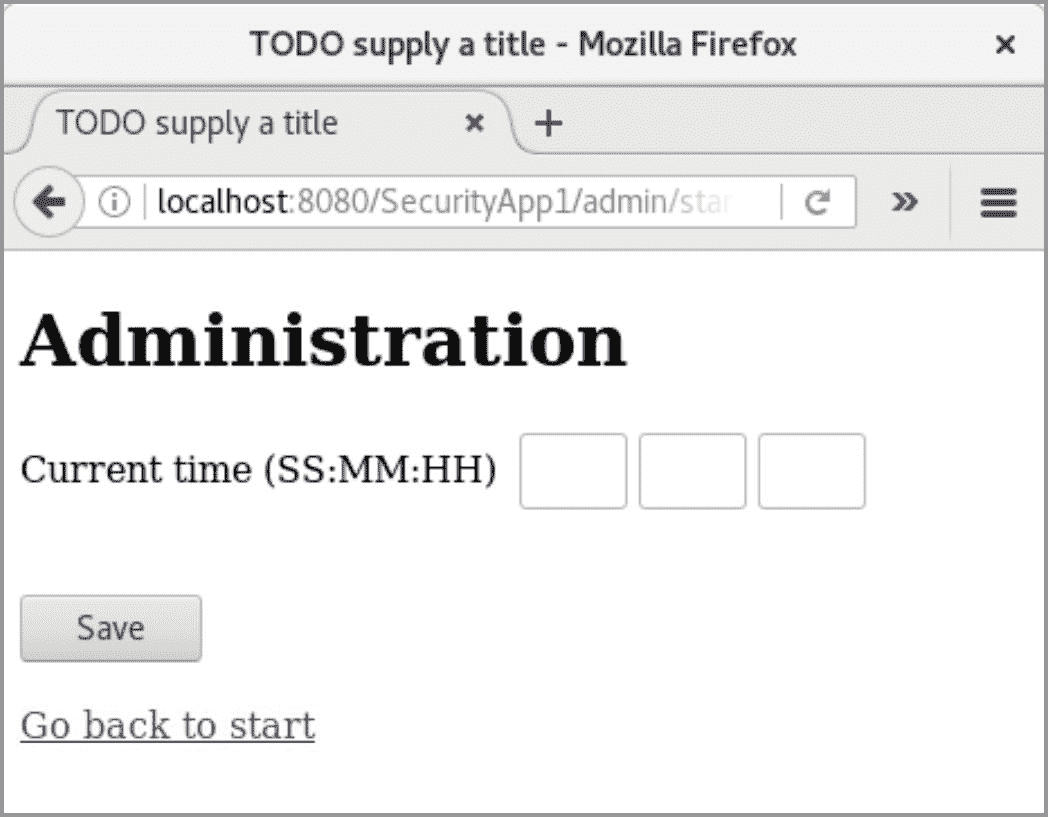 TODO supply a title - Mozilla Firefox
TODO supply a title
localhost:8080/SecurityApp1/admin/star
Administration
Current time (SS:MM:HH)
Save
Go back to start